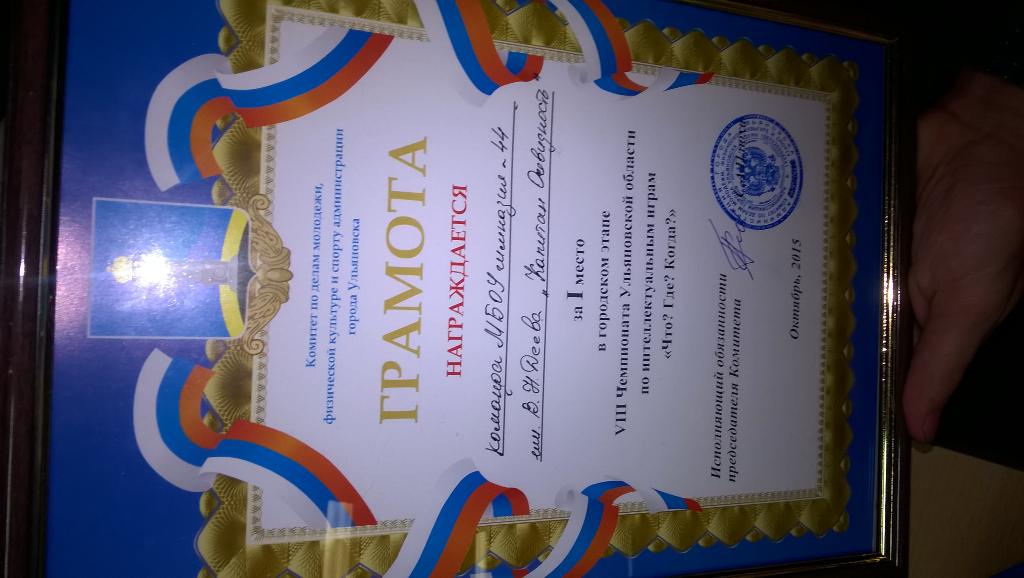 Комитет по делам молодежи,
физической культуре и спорту администрации
города Ульяновска
ГРАМОТА
НАГРАЖДАЕТСЯ
команда МБОУ гимназия - 44
им. В. Н. Деева „Капитан Очевидность"
за I место
в городском этапе
VIII Чемпионата Ульяновской области
по интеллектуальным играм
«Что? Где? Когда?»
Исполняющий обязанности
председателя Комитета
Октябрь, 2015